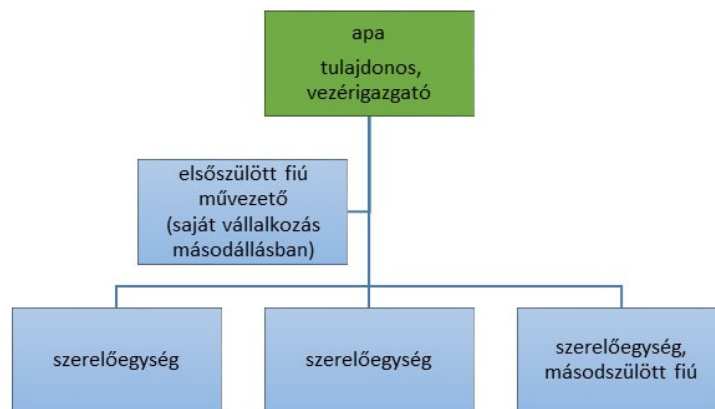 apa
tulajdonos,
vezérigazgató
elsőszülött fiú
művezető
(saját vállalkozás
másodállásban)
szerelőegység
szerelőegység
szerelőegység,
másodszülött fiú